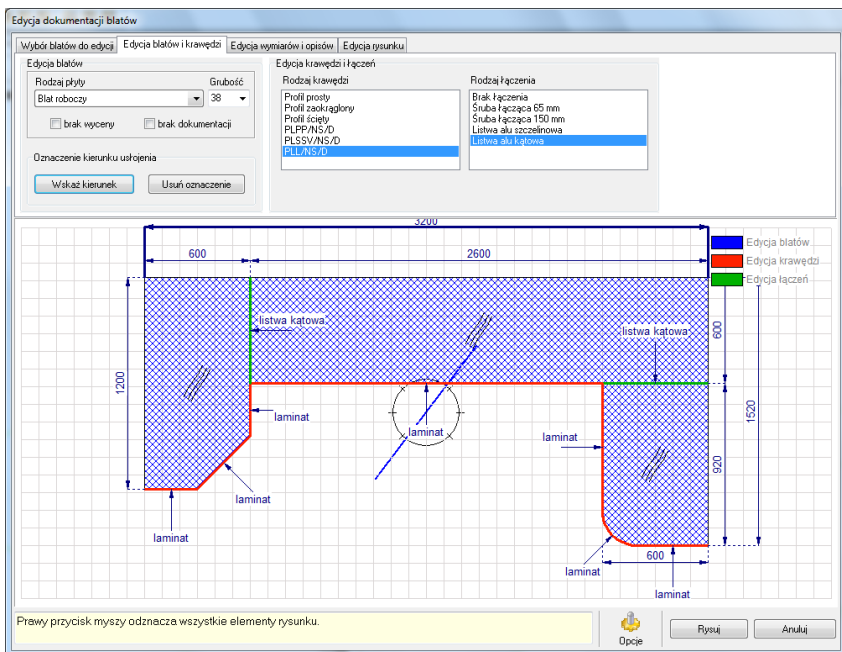 Edycja dokumentacji blatów
Wybór blatów do edycji Edycja blatów i krawędzi Edycja wymiarów i opisów Edycja rysunku
Edycja blatów
Rodzaj płyty Grubość
Blat roboczy 38
brak wyceny brak dokumentacji
Oznaczenie kierunku usłojenia
Wskaż kierunek Usuń oznaczenie
Edycja krawędzi i łączeń
Rodzaj krawędzi
Profil prosty
Profil zaokrąglony
Profil ścięty
PLPP/NS/D
PLSSV/NS/D
PLL/NS/D
Rodzaj łączenia
Brak łączenia
Śruba łącząca 65 mm
Śruba łącząca 150 mm
Listwa alu szczelinowa
Listwa alu kątowa
3200
600 2600
Edycja blatów
Edycja krawędzi
Edycja łączeń
listwa katowa
listwa katowa
600
1200
1520
laminat
laminat
laminat
920
laminat
laminat
600
laminat
laminat
Prawy przycisk myszy odznacza wszystkie elementy rysunku.
Opcje
Rysuj Anuluj